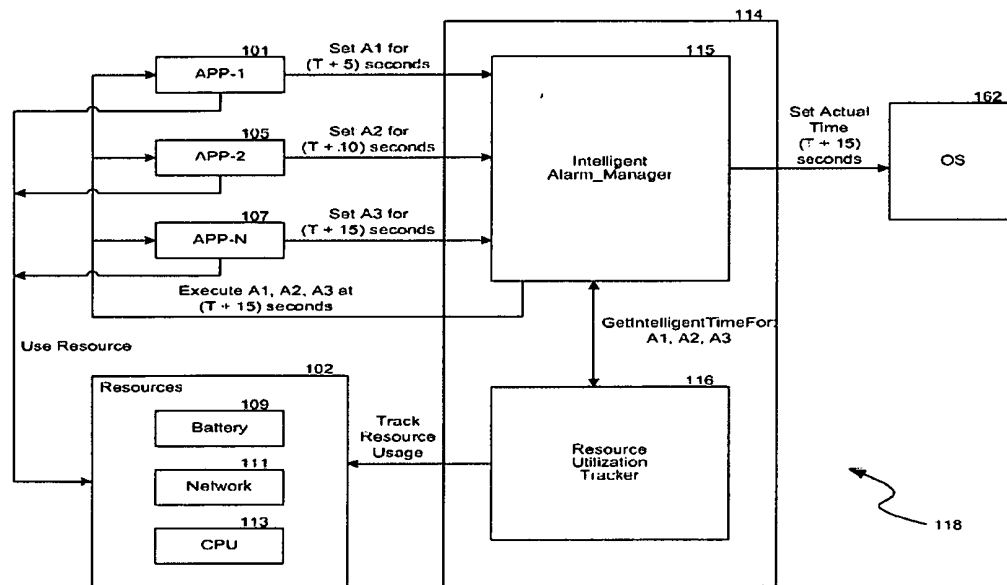 114
101
APP-1
Set A1 for
(T + 5) seconds
115
Intelligent
Alarm_Manager
162
OS
Set Actual
Time
(T + 15)
seconds
105
APP-2
Set A2 for
(T + .10) seconds
107
APP-N
Set A3 for
(T + 15) seconds
Execute A1, A2, A3 at
(T + 15) seconds
GetIntelligentTimeFor:
A1, A2, A3
Use Resource
102
Resources
109
Battery
111
Network
113
CPU
Track
Resource
Usage
116
Resource
Utilization
Tracker
118